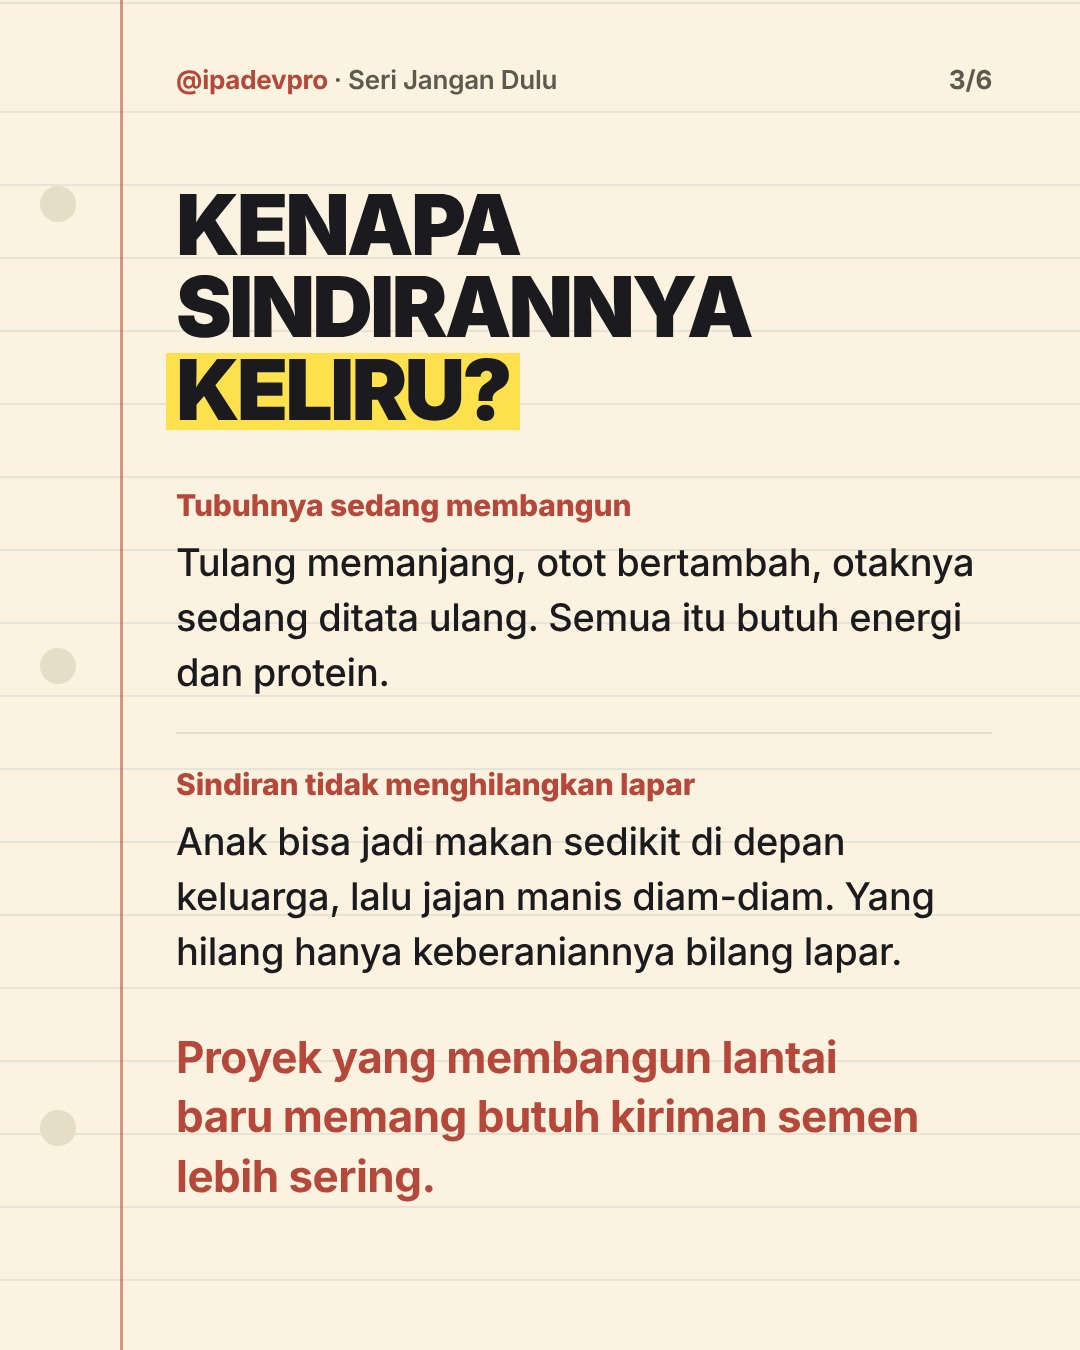 @ipadevpro · Seri Jangan Dulu
3/6
KENAPA
SINDIRANNYA
KELIRU?
Tubuhnya sedang membangun
Tulang memanjang, otot bertambah, otaknya
sedang ditata ulang. Semua itu butuh energi
dan protein.
Sindiran tidak menghilangkan lapar
Anak bisa jadi makan sedikit di depan
keluarga, lalu jajan manis diam-diam. Yang
hilang hanya keberaniannya bilang lapar.
Proyek yang membangun lantai
baru memang butuh kiriman semen
lebih sering.